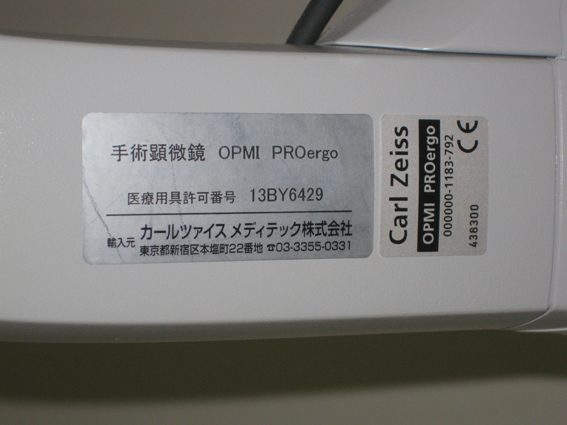 手術顕微鏡 OPMI PROergo
医療用具許可番号 13BY6429
輸入元 カールツァイス メディテック株式会社
東京都新宿区本塩町22番地 ☎03-3355-0331
Carl Zeiss
OPMI PROergo
000000-1183-792
438300 CE